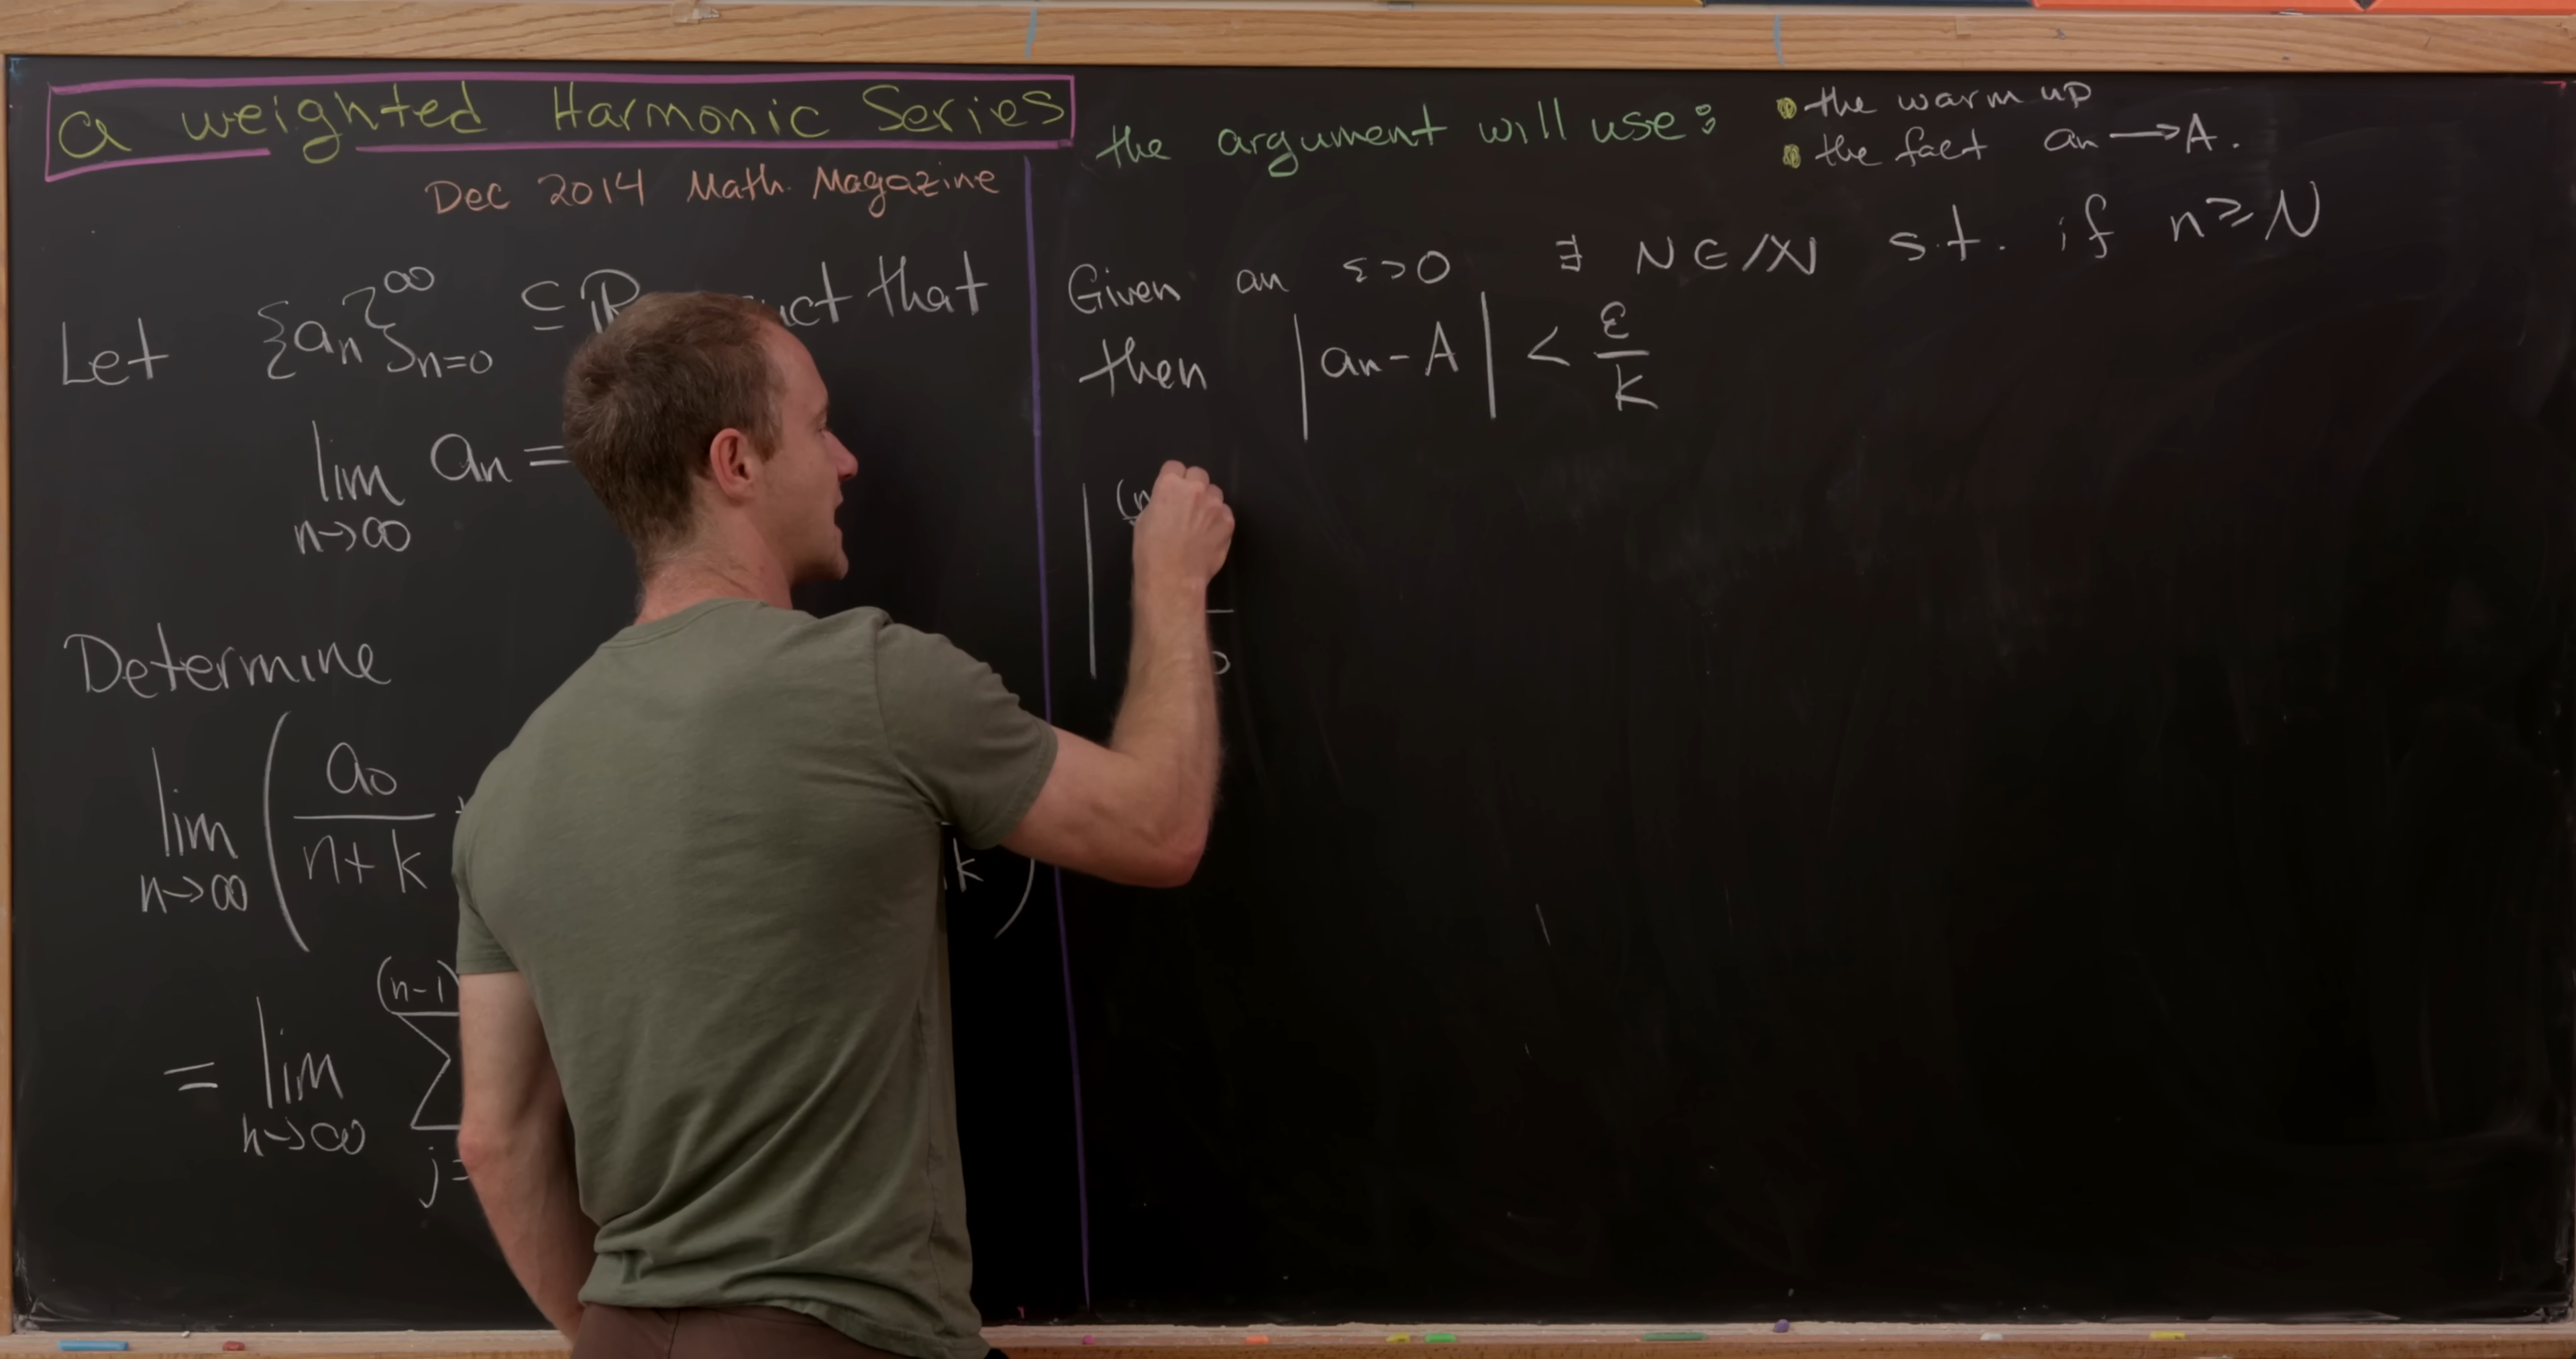 a weighted Harmonic Series
Dec 2014 Math. Magazine
Let {an}∞n=0 ⊆ℝ that
lim an =
n→∞
Determine
lim ( a0
n+k
k )
n→∞
(n-1)
= lim ∑
n→∞
j=
the argument will use:
• the warm up
• the fact an → A.
Given an ε>0 ∃ N∈ℕ s.t. if n≥N
then |an-A| < ε/k
| (n